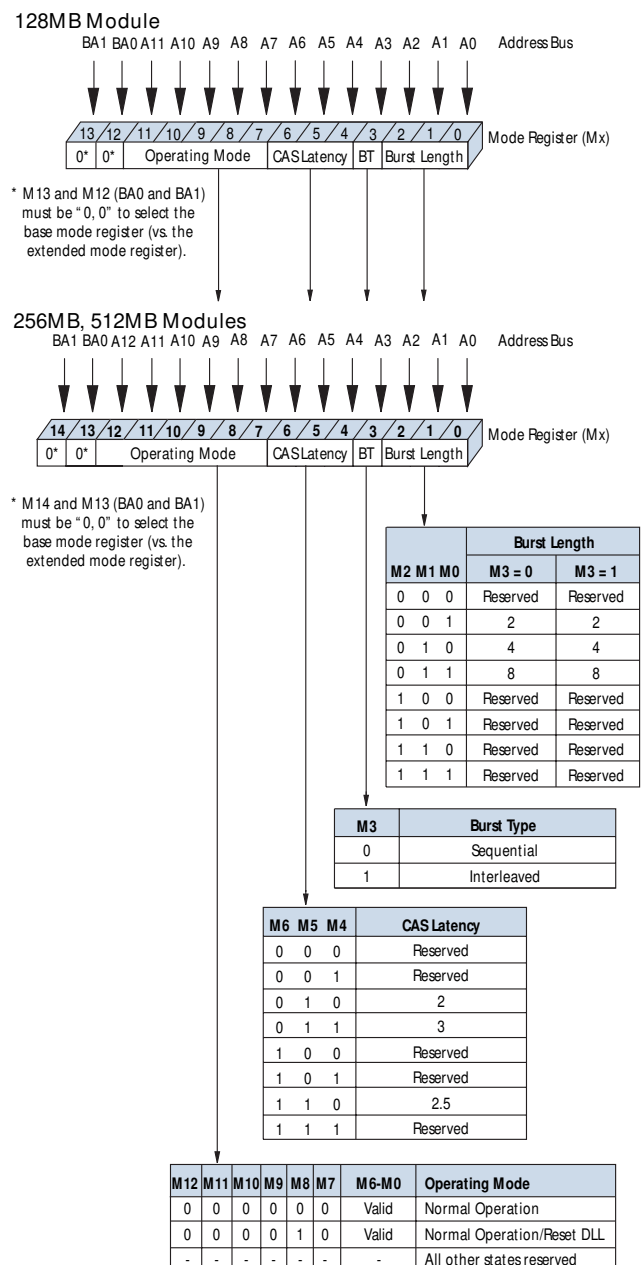 128MB Module
BA1 BA0 A11 A10 A9 A8 A7 A6 A5 A4 A3 A2 A1 A0 Address Bus
13 12 11 10 9 8 7 6 5 4 3 2 1 0 Mode Register (Mx)
0* 0* Operating Mode CAS Latency BT Burst Length
* M13 and M12 (BA0 and BA1)
must be "0, 0" to select the
base mode register (vs. the
extended mode register).
256MB, 512MB Modules
BA1 BA0 A12 A11 A10 A9 A8 A7 A6 A5 A4 A3 A2 A1 A0 Address Bus
14 13 12 11 10 9 8 7 6 5 4 3 2 1 0 Mode Register (Mx)
0* 0* Operating Mode CAS Latency BT Burst Length
* M14 and M13 (BA0 and BA1)
must be "0, 0" to select the
base mode register (vs. the
extended mode register).
Burst Length
M2 M1 M0 M3 = 0 M3 = 1
0 0 0 Reserved Reserved
0 0 1 2 2
0 1 0 4 4
0 1 1 8 8
1 0 0 Reserved Reserved
1 0 1 Reserved Reserved
1 1 0 Reserved Reserved
1 1 1 Reserved Reserved
M3 Burst Type
0 Sequential
1 Interleaved
M6 M5 M4 CAS Latency
0 0 0 Reserved
0 0 1 Reserved
0 1 0 2
0 1 1 3
1 0 0 Reserved
1 0 1 Reserved
1 1 0 2.5
1 1 1 Reserved
M12 M11 M10 M9 M8 M7 M6-M0 Operating Mode
0 0 0 0 0 0 Valid Normal Operation
0 0 0 0 1 0 Valid Normal Operation/Reset DLL
- - - - - - - All other states reserved